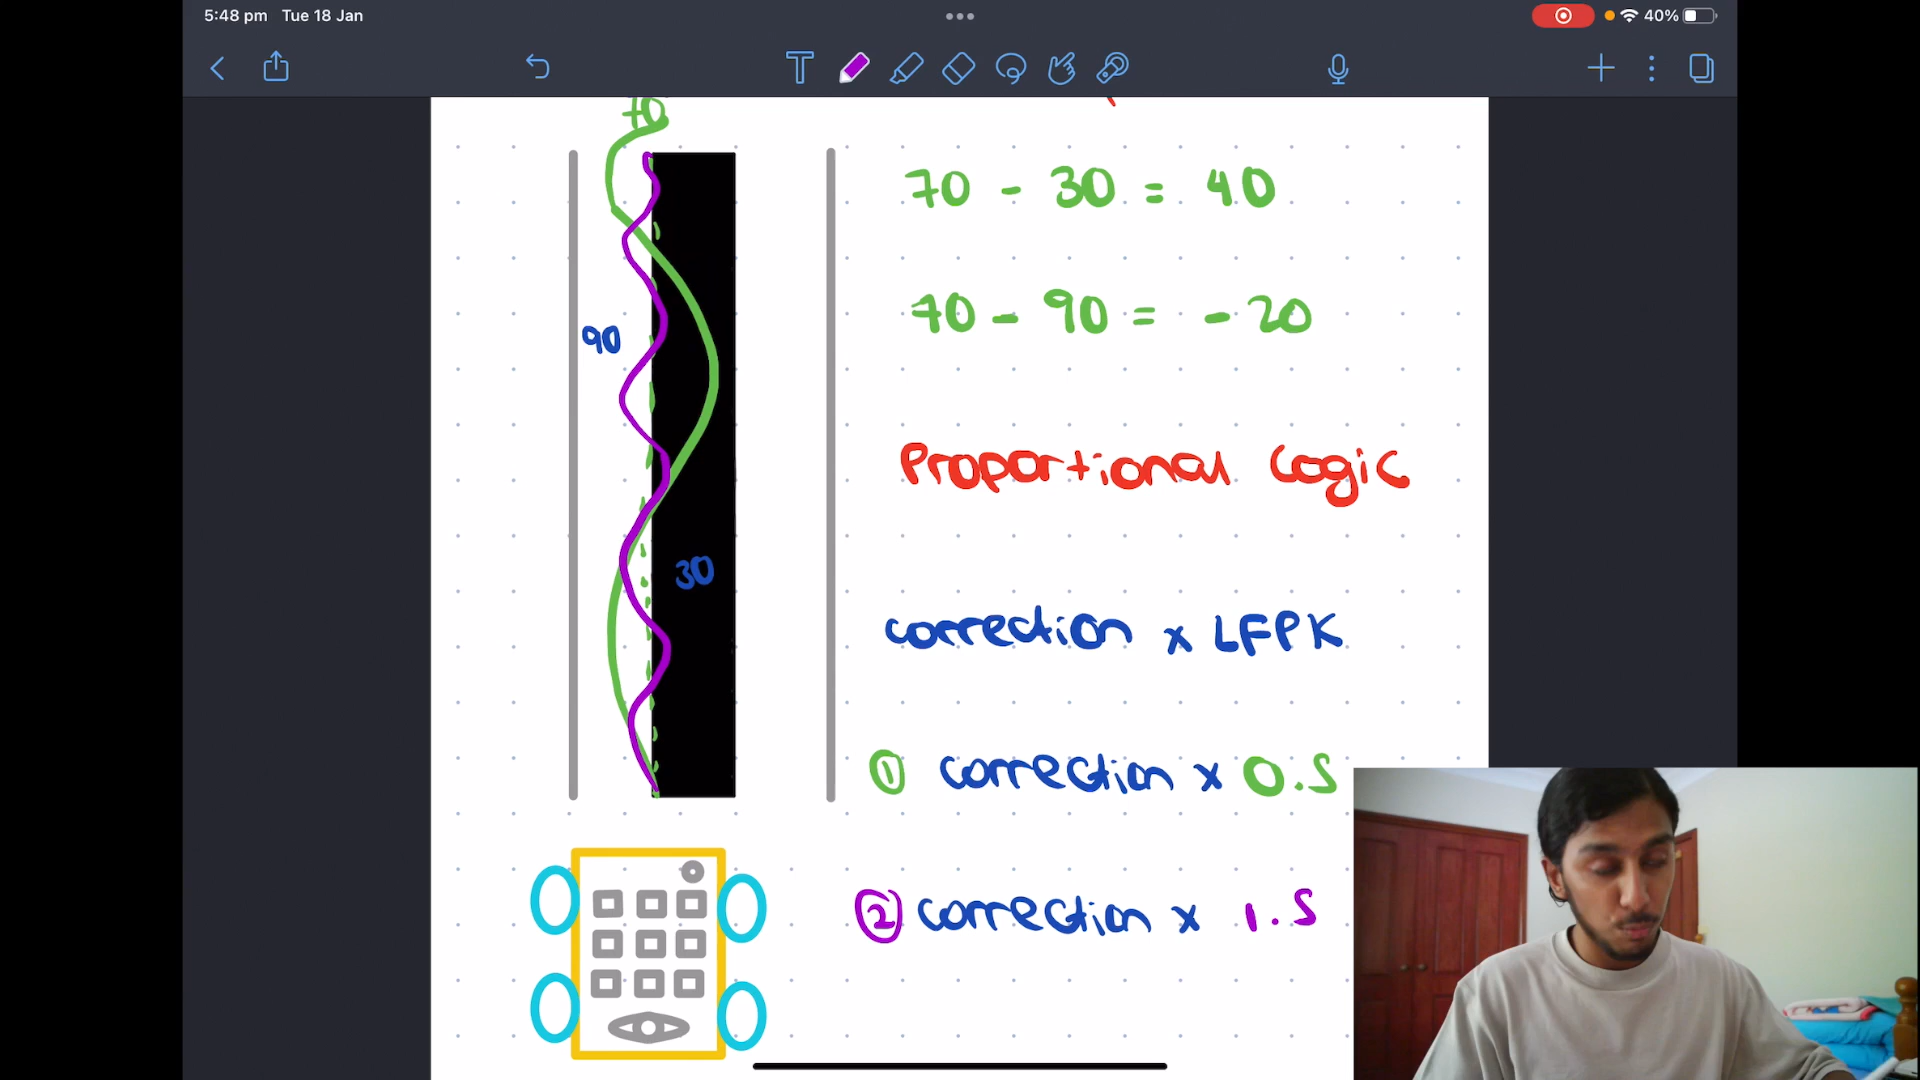 5:48 pm Tue 18 Jan
40%
T
70
70 - 30 = 40
70 - 90 = - 20
90
Proportional Logic
30
correction x LFPK
① correction x 0.5
② correction x 1.5